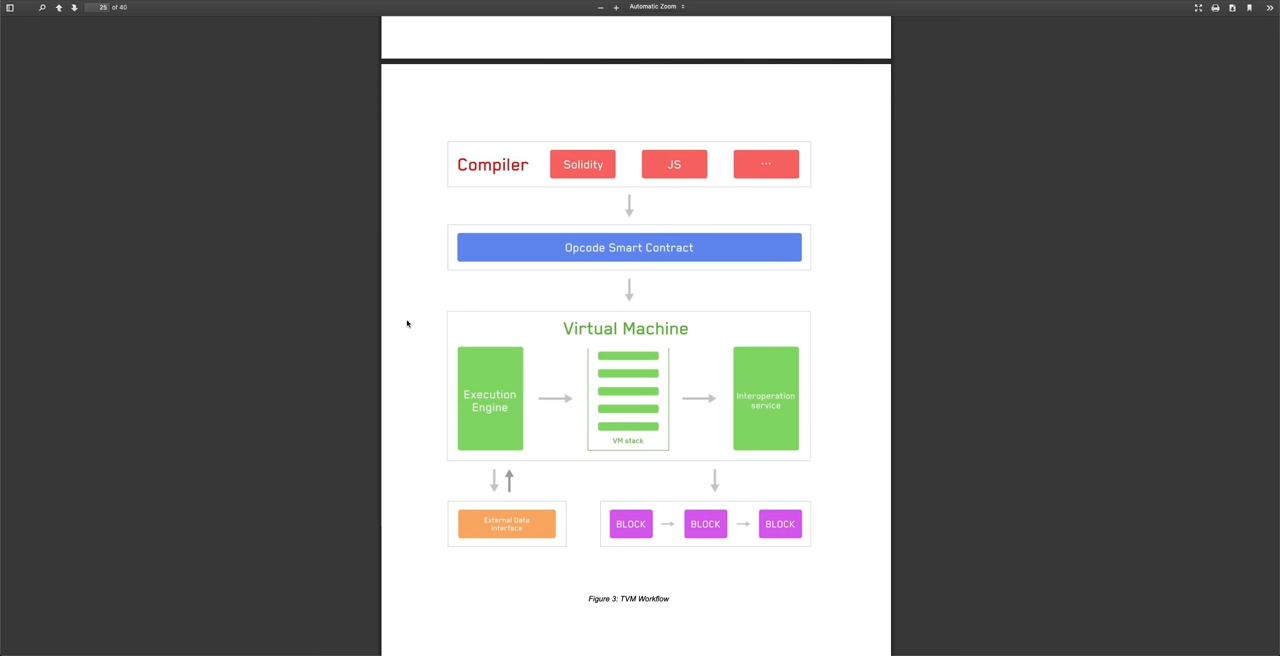 25 of 40
Automatic Zoom
Compiler
Solidity
JS
...
Opcode Smart Contract
Virtual Machine
Execution
Engine
VM stack
Interoperation
service
External Data
Interface
BLOCK
BLOCK
BLOCK
Figure 3: TVM Workflow